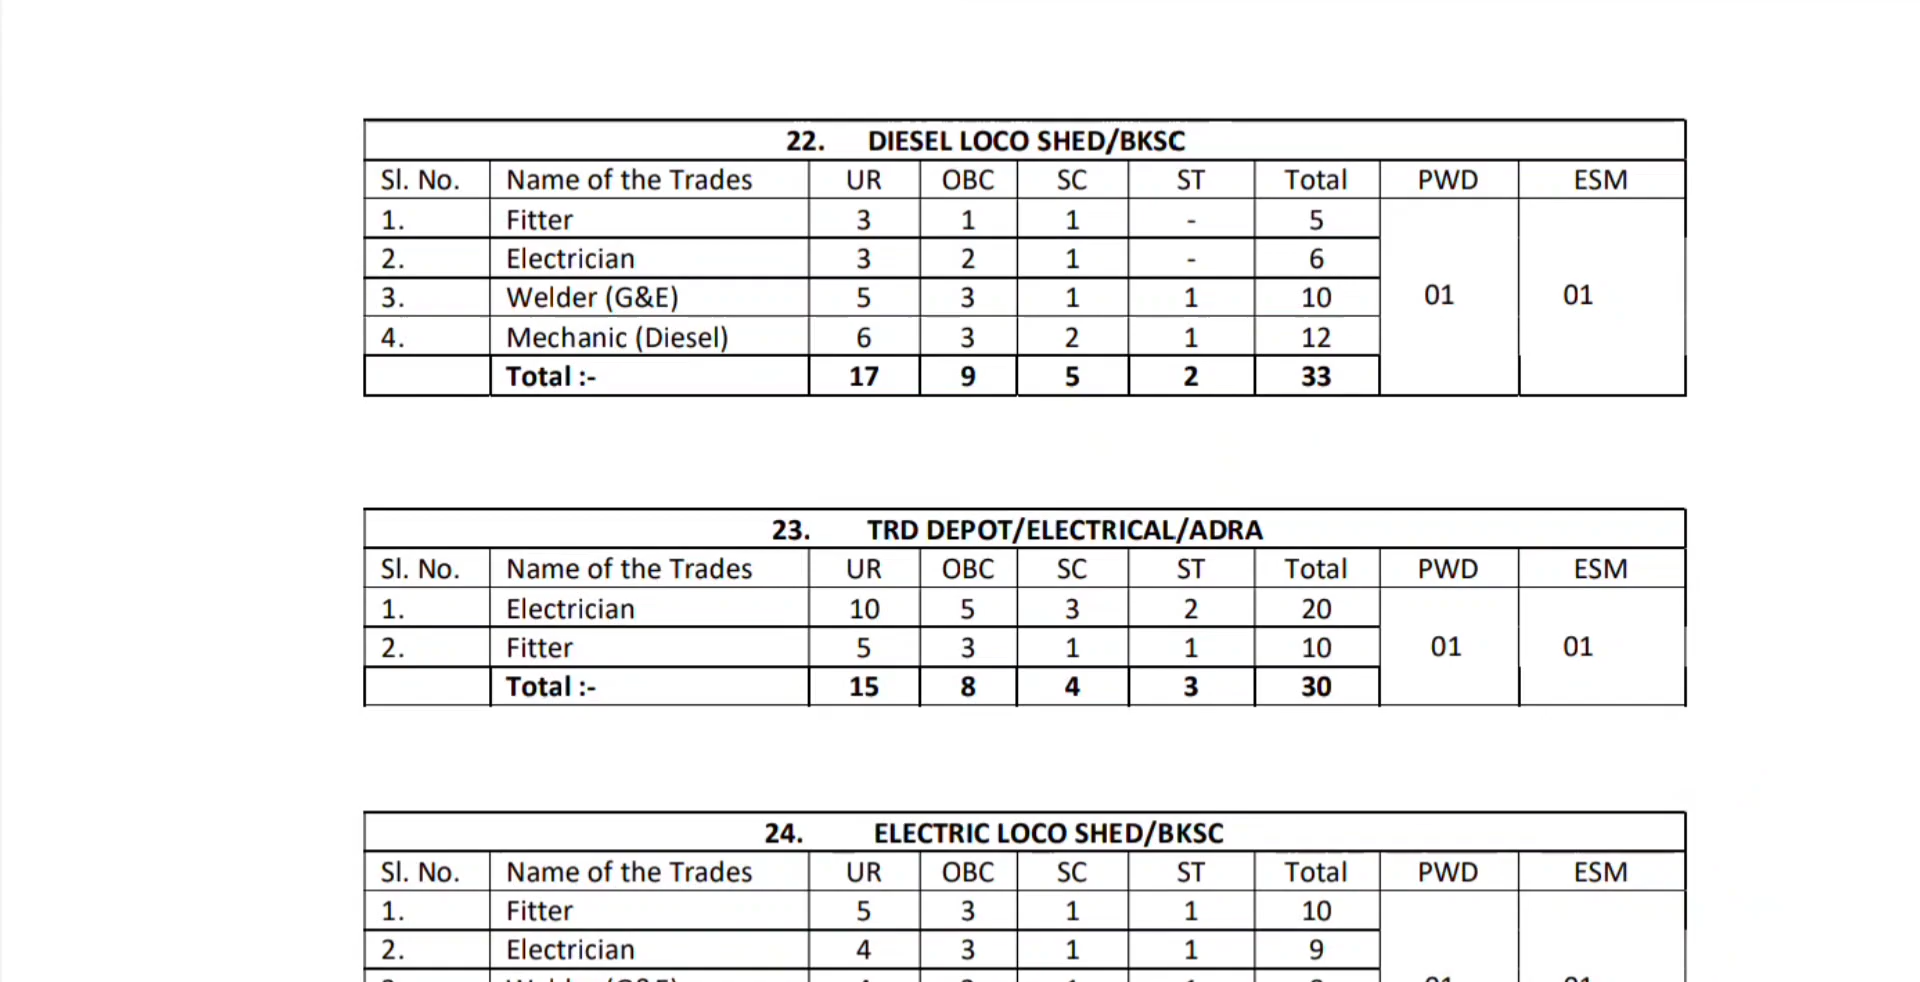 22. DIESEL LOCO SHED/BKSC
Sl. No. Name of the Trades UR OBC SC ST Total PWD ESM
1. Fitter 3 1 1 - 5
2. Electrician 3 2 1 - 6
3. Welder (G&E) 5 3 1 1 10 01 01
4. Mechanic (Diesel) 6 3 2 1 12
Total :- 17 9 5 2 33
23. TRD DEPOT/ELECTRICAL/ADRA
Sl. No. Name of the Trades UR OBC SC ST Total PWD ESM
1. Electrician 10 5 3 2 20
2. Fitter 5 3 1 1 10 01 01
Total :- 15 8 4 3 30
24. ELECTRIC LOCO SHED/BKSC
Sl. No. Name of the Trades UR OBC SC ST Total PWD ESM
1. Fitter 5 3 1 1 10
2. Electrician 4 3 1 1 9